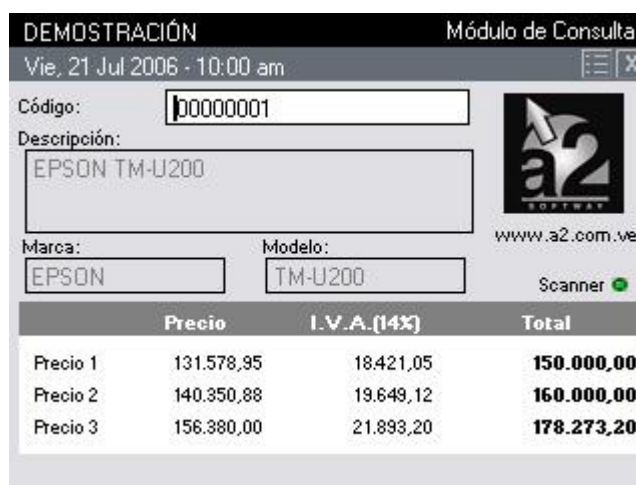 DEMOSTRACIÓN Módulo de Consulta
Vie, 21 Jul 2006 - 10:00 am
Código: 00000001
Descripción:
EPSON TM-U200
a2
SOFTWAY
www.a2.com.ve
Marca: Modelo:
EPSON TM-U200
Scanner
Precio I.V.A.(14%) Total
Precio 1 131.578,95 18.421,05 150.000,00
Precio 2 140.350,88 19.649,12 160.000,00
Precio 3 156.380,00 21.893,20 178.273,20